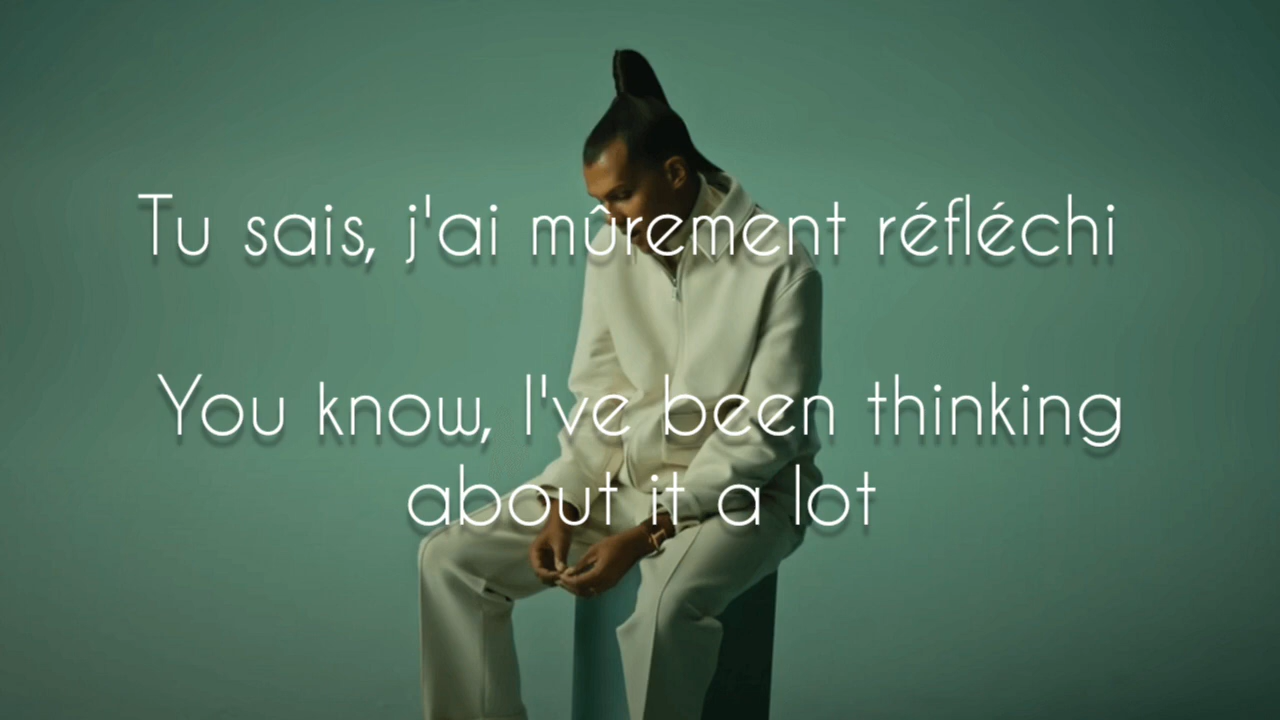 Tu sais, j'ai mûrement réfléchi
You know, I've been thinking
about it a lot